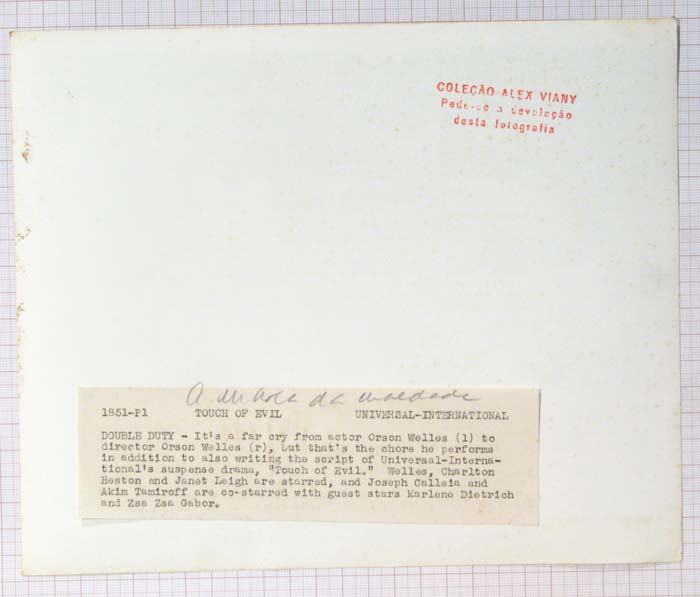 COLEÇÃO ALEX VIANY
Pede-se a devolução
desta fotografia
A marca da maldade
1851-P1 TOUCH OF EVIL UNIVERSAL-INTERNATIONAL
DOUBLE DUTY - It's a far cry from actor Orson Welles (l) to
director Orson Welles (r), but that's the chore he performs
in addition to also writing the script of Universal-Interna-
tional's suspense drama, "Touch of Evil." Welles, Charlton
Heston and Janet Leigh are starred, and Joseph Calleia and
Akim Tamiroff are co-starred with guest stars Marlene Dietrich
and Zsa Zsa Gabor.